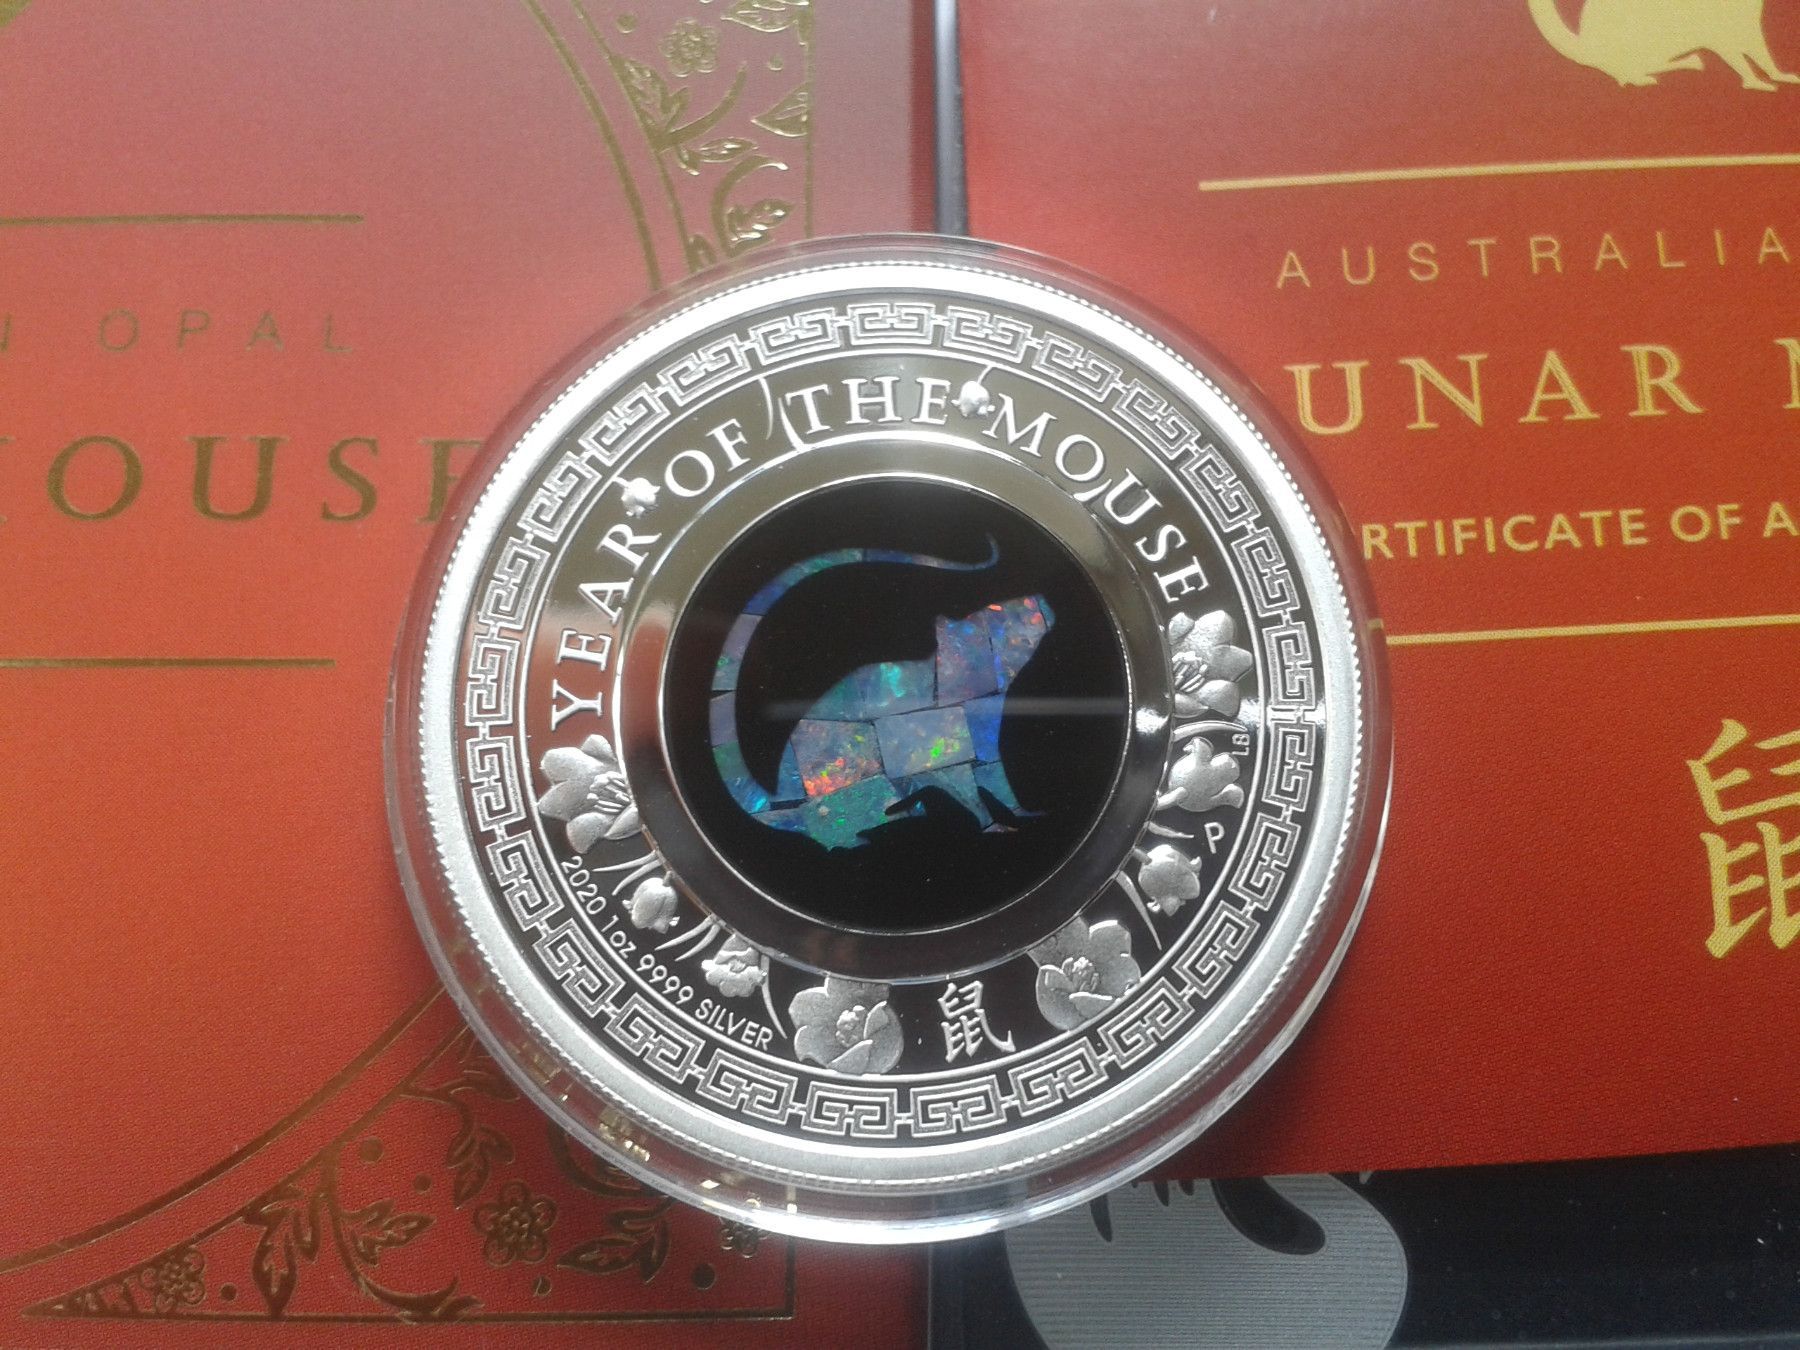 N OPAL
OUSE
AUSTRALIA
UNAR
RTIFICATE OF A
鼠
YEAR OF THE MOUSE
LB
P
2020 1oz 9999 SILVER
鼠